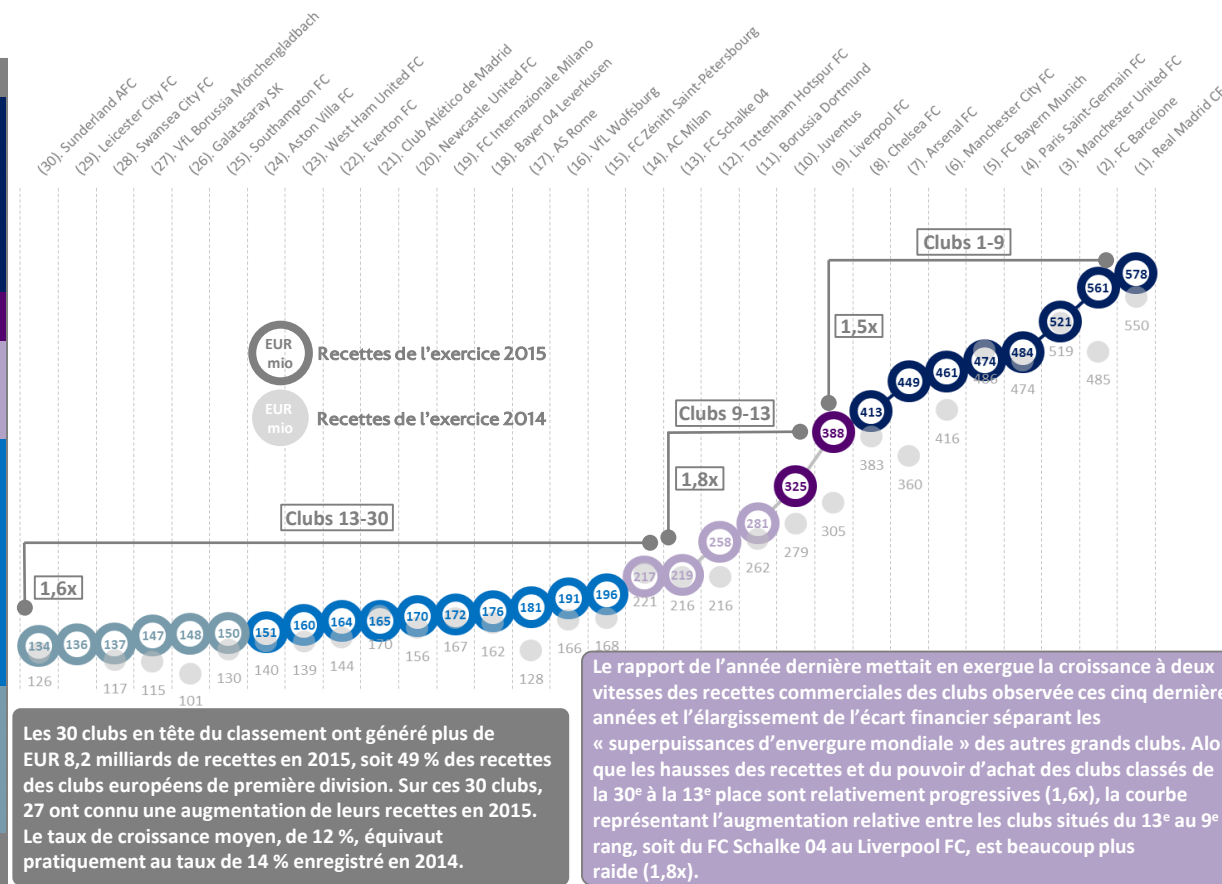 (30). Sunderland AFC
(29). Leicester City FC
(28). Swansea City FC
(27). VfL Borussia Mönchengladbach
(26). Galatasaray SK
(25). Southampton FC
(24). Aston Villa FC
(23). West Ham United FC
(22). Everton FC
(21). Club Atlético de Madrid
(20). Newcastle United FC
(19). FC Internazionale Milano
(18). Bayer 04 Leverkusen
(17). AS Rome
(16). VfL Wolfsburg
(15). FC Zénith Saint-Pétersbourg
(14). AC Milan
(13). FC Schalke 04
(12). Tottenham Hotspur FC
(11). Borussia Dortmund
(10). Juventus
(9). Liverpool FC
(8). Chelsea FC
(7). Arsenal FC
(6). Manchester City FC
(5). FC Bayern Munich
(4). Paris Saint-Germain FC
(3). Manchester United FC
(2). FC Barcelone
(1). Real Madrid CF
Clubs 1-9
1,5x
Clubs 9-13
1,8x
Clubs 13-30
1,6x
EUR
mio
Recettes de l'exercice 2015
EUR
mio
Recettes de l'exercice 2014
134
136
137
147
148
150
151
160
164
165
170
172
176
181
191
196
217
219
258
281
325
388
413
449
461
474
484
521
561
578
126
117
115
101
130
140
139
144
170
156
167
162
128
166
168
221
216
216
262
279
305
383
360
416
486
474
519
485
550
Les 30 clubs en tête du classement ont généré plus de
EUR 8,2 milliards de recettes en 2015, soit 49 % des recettes
des clubs européens de première division. Sur ces 30 clubs,
27 ont connu une augmentation de leurs recettes en 2015.
Le taux de croissance moyen, de 12 %, équivaut
pratiquement au taux de 14 % enregistré en 2014.
Le rapport de l'année dernière mettait en exergue la croissance à deux
vitesses des recettes commerciales des clubs observée ces cinq dernière
années et l'élargissement de l'écart financier séparant les
« superpuissances d'envergure mondiale » des autres grands clubs. Alo
que les hausses des recettes et du pouvoir d'achat des clubs classés de
la 30e à la 13e place sont relativement progressives (1,6x), la courbe
représentant l'augmentation relative entre les clubs situés du 13e au 9e
rang, soit du FC Schalke 04 au Liverpool FC, est beaucoup plus
raide (1,8x).